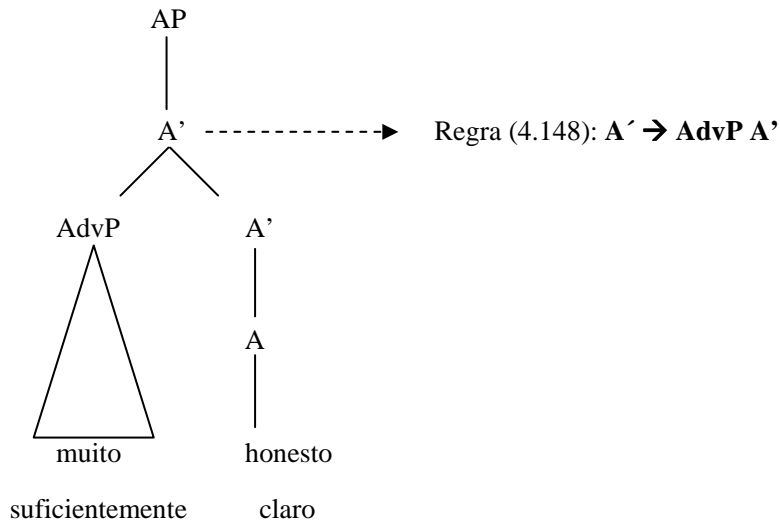 AP
A’ Regra (4.148): A´ → AdvP A’
AdvP A’
A
muito honesto
suficientemente claro